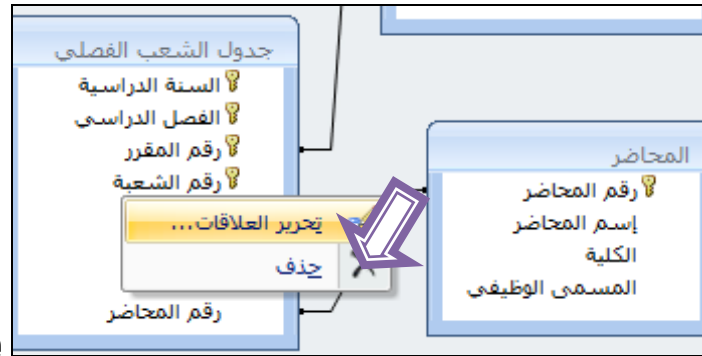 جدول الشعب الفصلي
السنة الدراسية
الفصل الدراسي
رقم المقرر
رقم الشعبة
تحرير العلاقات...
حذف
رقم المحاضر
المحاضر
رقم المحاضر
إسم المحاضر
الكلية
المسمى الوظيفي